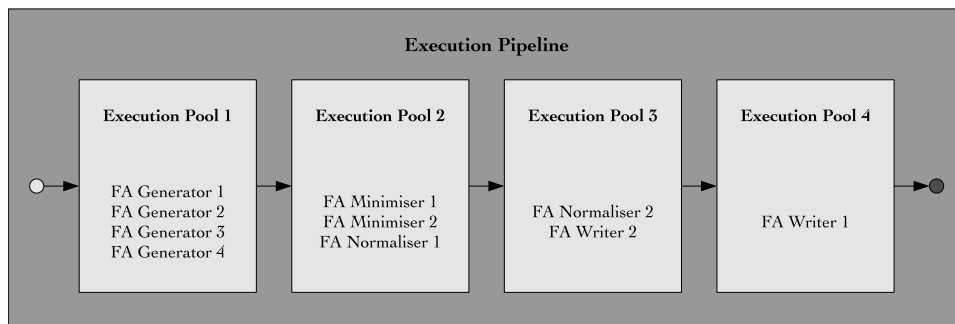 Execution Pipeline
Execution Pool 1
FA Generator 1
FA Generator 2
FA Generator 3
FA Generator 4
Execution Pool 2
FA Minimiser 1
FA Minimiser 2
FA Normaliser 1
Execution Pool 3
FA Normaliser 2
FA Writer 2
Execution Pool 4
FA Writer 1